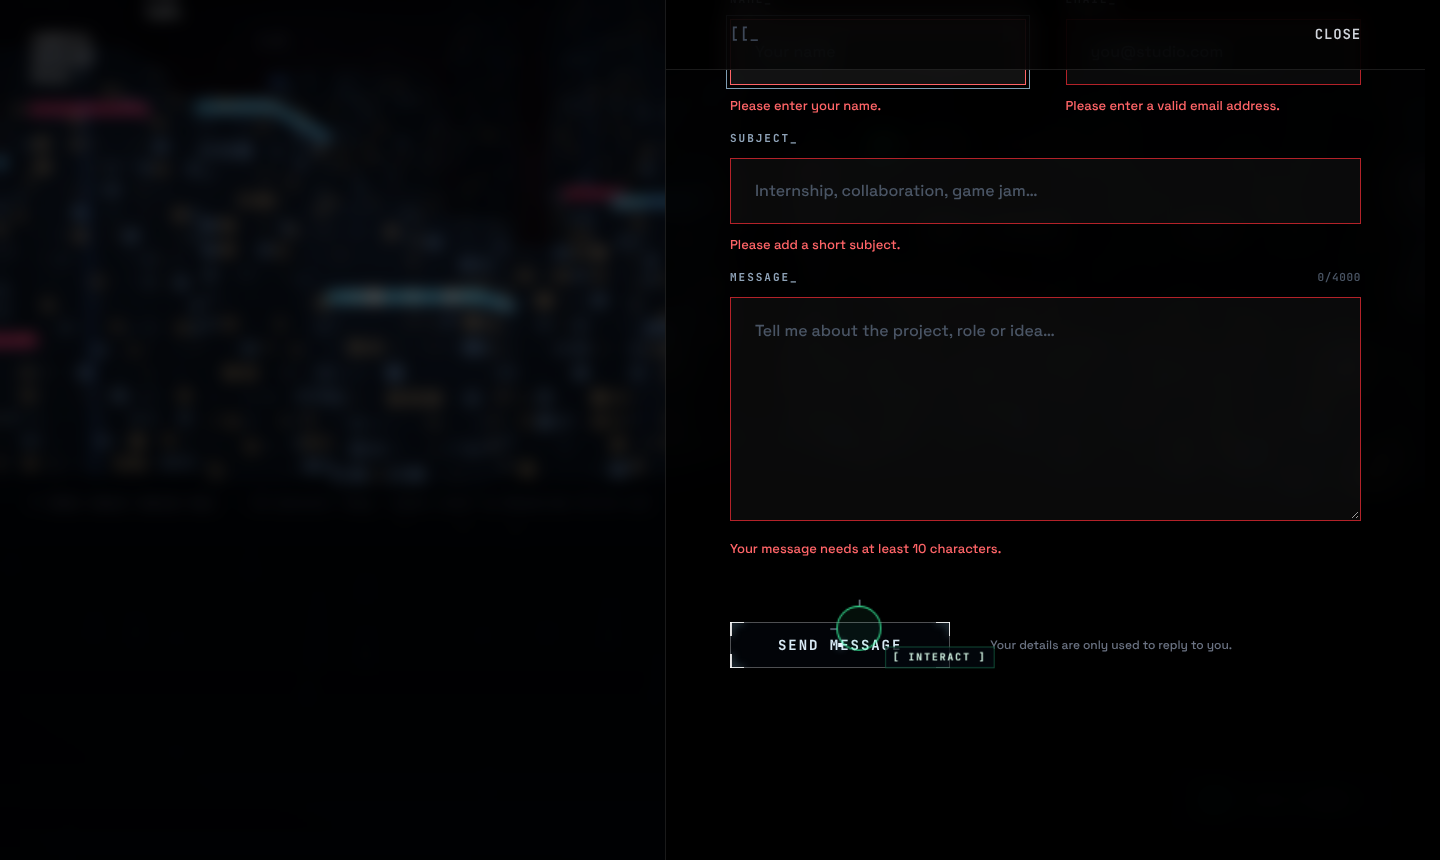 [[_
CLOSE
Please enter your name.
Please enter a valid email address.
SUBJECT_
Internship, collaboration, game jam...
Please add a short subject.
MESSAGE_
0/4000
Tell me about the project, role or idea...
Your message needs at least 10 characters.
SEND MESSAGE
[ INTERACT ]
Your details are only used to reply to you.